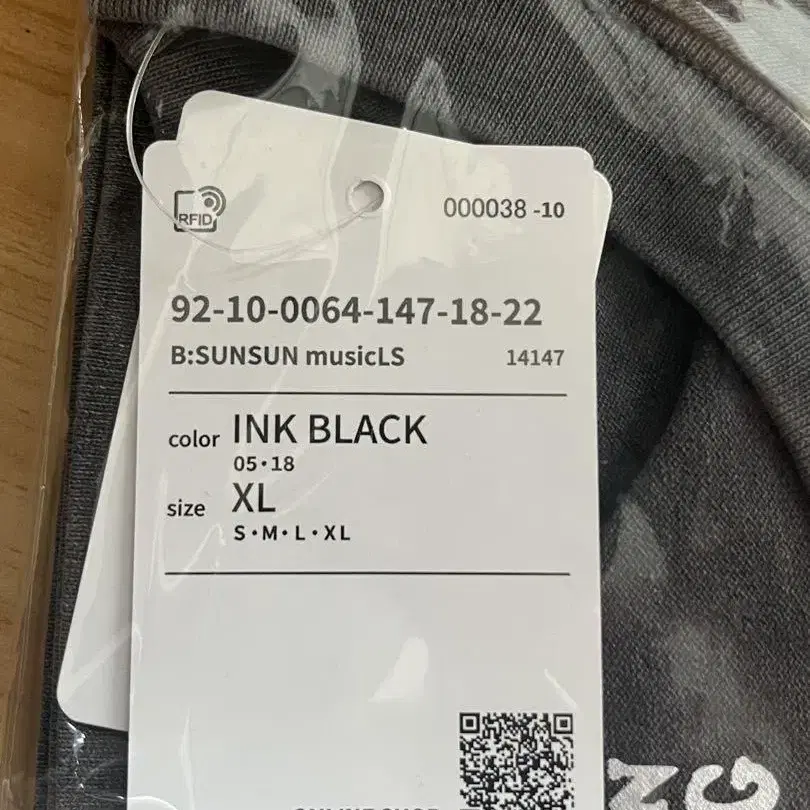 RFID
000038 -10
92-10-0064-147-18-22
B:SUNSUN musicLS 14147
color INK BLACK
05・18
size XL
S・M・L・XL